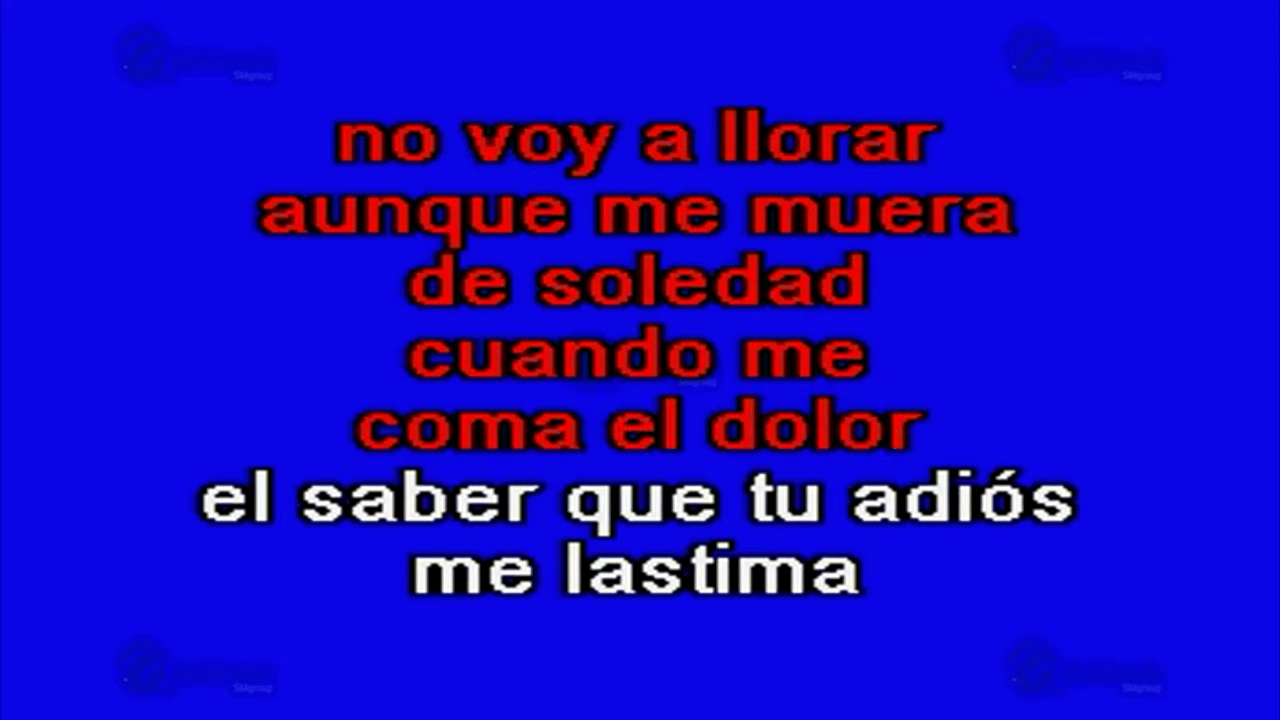 no voy a llorar
aunque me muera
de soledad
cuando me
coma el dolor
el saber que tu adiós
me lastima